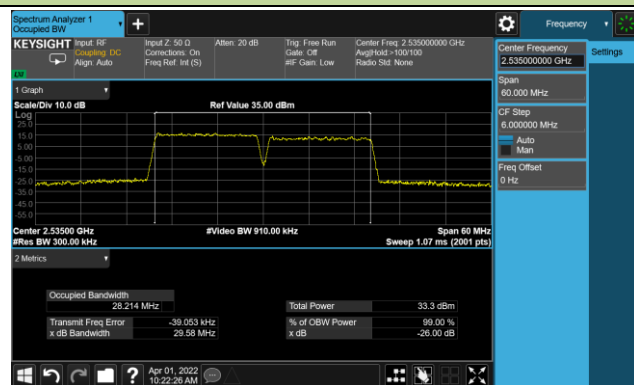 Spectrum Analyzer 1
Occupied BW
Frequency
KEYSIGHT
Input: RF
Coupling: DC
Align: Auto
Input Z: 50 Ω
Corrections: On
Freq Ref: Int (S)
Atten: 20 dB
Trig: Free Run
Gate: Off
#IF Gain: Low
Center Freq: 2.535000000 GHz
Avg|Hold:>100/100
Radio Std: None
Center Frequency
2.535000000 GHz
Settings
Span
60.000 MHz
CF Step
6.000000 MHz
Auto
Man
Freq Offset
0 Hz
1 Graph
Scale/Div 10.0 dB
Ref Value 35.00 dBm
Log
25.0
15.0
5.00
-5.00
-15.0
-25.0
-35.0
-45.0
-55.0
Center 2.53500 GHz
#Video BW 910.00 kHz
Span 60 MHz
#Res BW 300.00 kHz
Sweep 1.07 ms (2001 pts)
2 Metrics
Occupied Bandwidth
28.214 MHz
Total Power
33.3 dBm
Transmit Freq Error
-39.053 kHz
% of OBW Power
99.00 %
x dB Bandwidth
29.58 MHz
x dB
-26.00 dB
?
Apr 01, 2022
10:22:26 AM